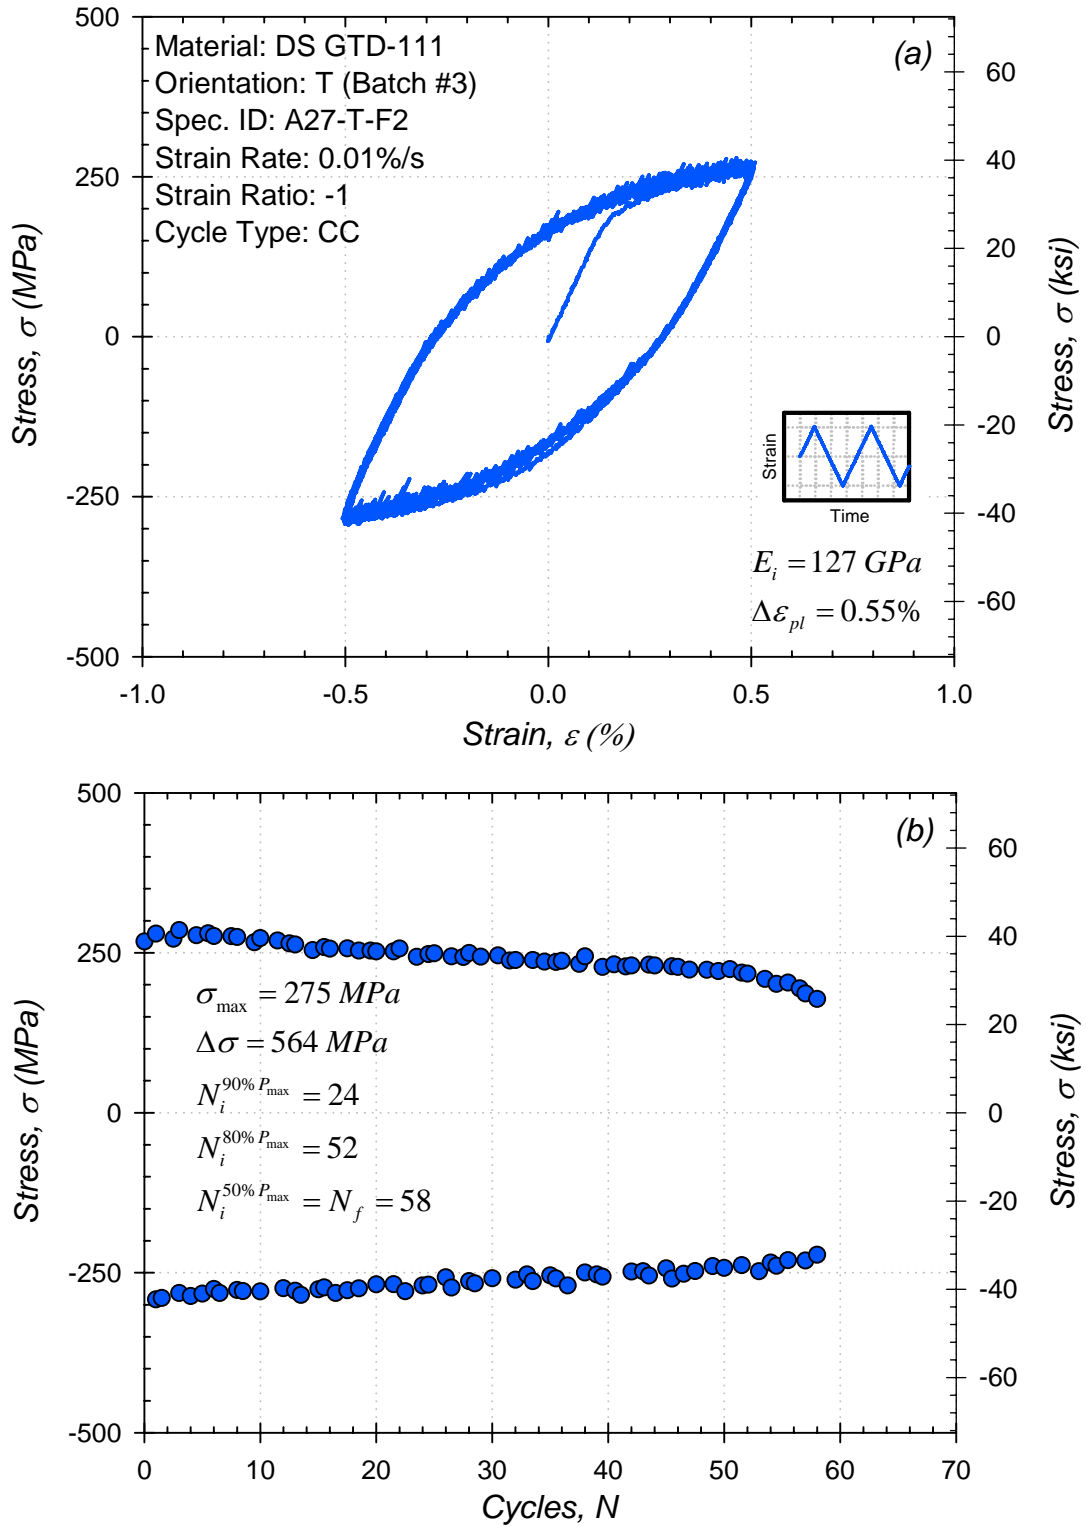 (a)
Material: DS GTD-111
Orientation: T (Batch #3)
Spec. ID: A27-T-F2
Strain Rate: 0.01%/s
Strain Ratio: -1
Cycle Type: CC
500
250
0
-250
-500
Stress, σ (MPa)
60
40
20
0
-20
-40
-60
Stress, σ (ksi)
Strain
Time
E_i = 127 GPa
Δε_pl = 0.55%
-1.0 -0.5 0.0 0.5 1.0
Strain, ε (%)
(b)
500
250
0
-250
-500
Stress, σ (MPa)
60
40
20
0
-20
-40
-60
Stress, σ (ksi)
σ_max = 275 MPa
Δσ = 564 MPa
N_i^90% P_max = 24
N_i^80% P_max = 52
N_i^50% P_max = N_f = 58
0 10 20 30 40 50 60 70
Cycles, N